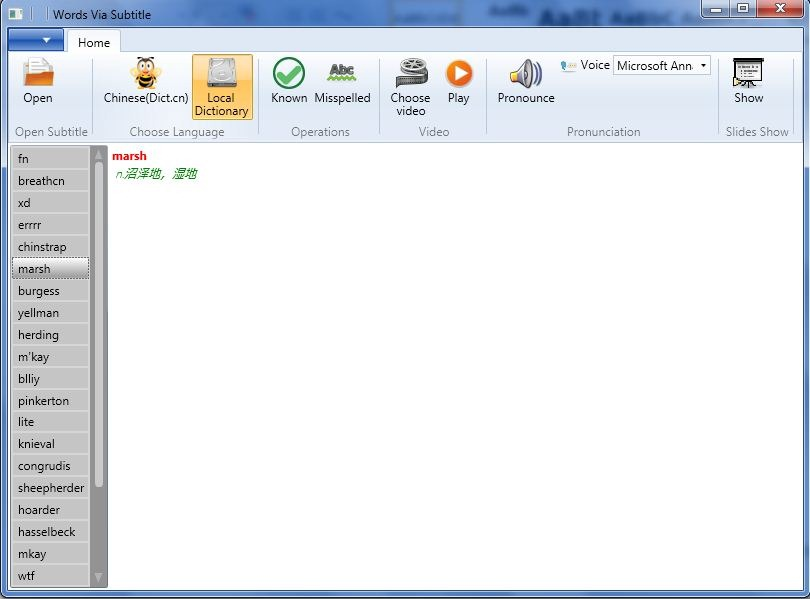 Words Via Subtitle
Home
Open
Chinese(Dict.cn)
Local Dictionary
Known
Misspelled
Choose video
Play
Pronounce
Voice Microsoft Ann
Show
Open Subtitle
Choose Language
Operations
Video
Pronunciation
Slides Show
fn
breathcn
xd
errrr
chinstrap
marsh
burgess
yellman
herding
m'kay
blliy
pinkerton
lite
knieval
congrudis
sheepherder
hoarder
hasselbeck
mkay
wtf
marsh
n.沼泽地，湿地